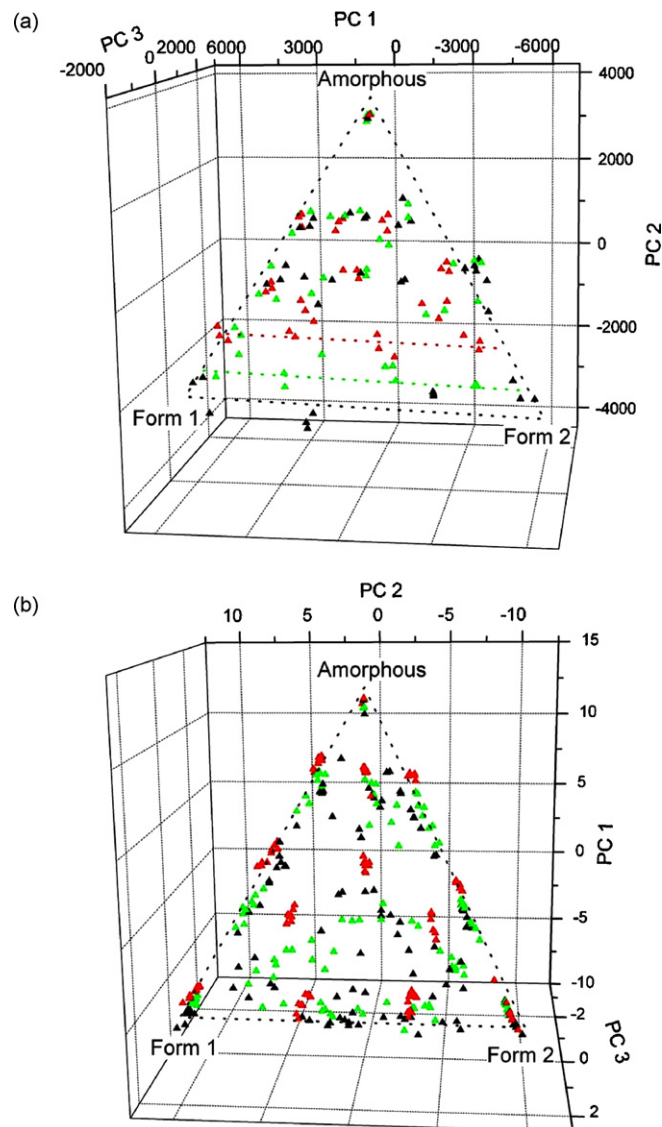 (a)
PC 1
PC 3
-2000 0 2000 6000 3000 0 -3000 -6000
Amorphous
4000
2000
0
-2000
-4000
PC 2
Form 1
Form 2
(b)
PC 2
10 5 0 -5 -10
15
Amorphous
10
5
0
-5
-10
-2
0
2
PC 1
PC 3
Form 1
Form 2